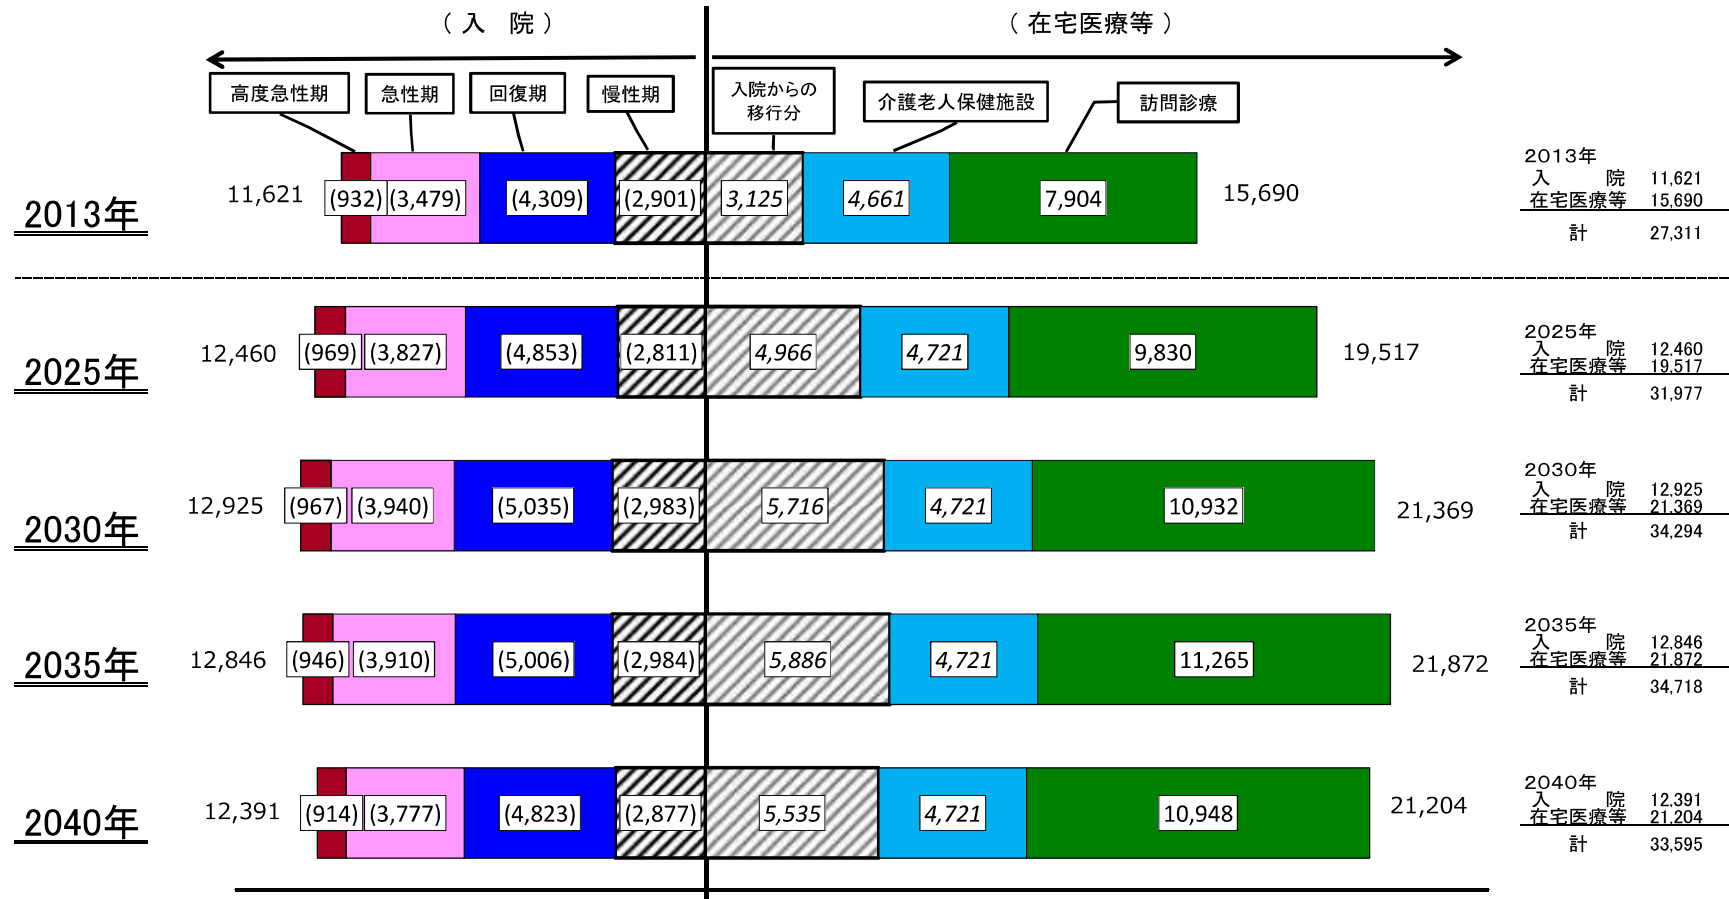 （ 入　院 ）
（ 在宅医療等 ）
高度急性期
急性期
回復期
慢性期
入院からの
移行分
介護老人保健施設
訪問診療
2013年
11,621
(932)
(3,479)
(4,309)
(2,901)
3,125
4,661
7,904
15,690
2013年
入　　　院　11,621
在宅医療等　15,690
計　27,311
2025年
12,460
(969)
(3,827)
(4,853)
(2,811)
4,966
4,721
9,830
19,517
2025年
入　　　院　12,460
在宅医療等　19,517
計　31,977
2030年
12,925
(967)
(3,940)
(5,035)
(2,983)
5,716
4,721
10,932
21,369
2030年
入　　　院　12,925
在宅医療等　21,369
計　34,294
2035年
12,846
(946)
(3,910)
(5,006)
(2,984)
5,886
4,721
11,265
21,872
2035年
入　　　院　12,846
在宅医療等　21,872
計　34,718
2040年
12,391
(914)
(3,777)
(4,823)
(2,877)
5,535
4,721
10,948
21,204
2040年
入　　　院　12,391
在宅医療等　21,204
計　33,595